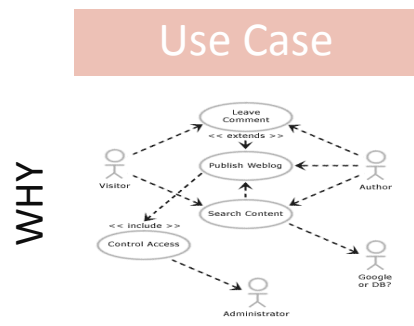 Use Case
WHY
Leave
Comment
<< extends >>
Visitor
Publish Weblog
Author
Search Content
<< include >>
Control Access
Google
or DB?
Administrator